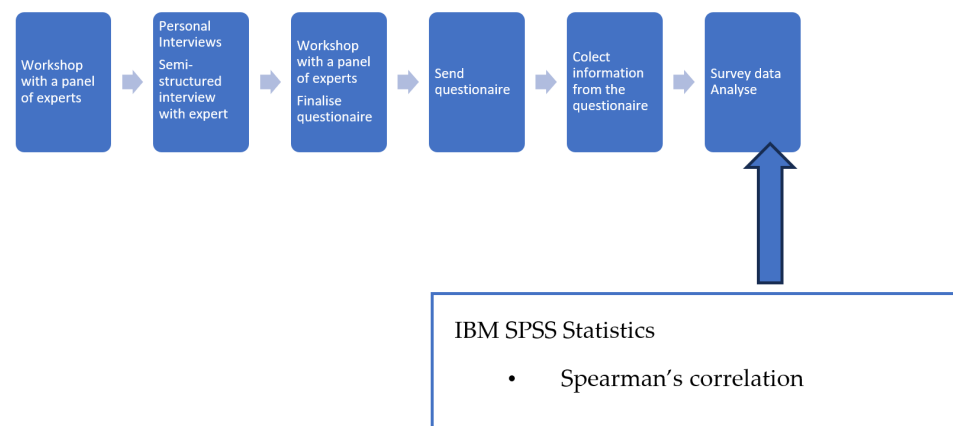 Workshop
with a panel
of experts
Personal
Interviews
Semi-
structured
interview
with expert
Workshop
with a panel
of experts
Finalise
questionaire
Send
questionaire
Colect
information
from the
questionaire
Survey data
Analyse
IBM SPSS Statistics
• Spearman’s correlation